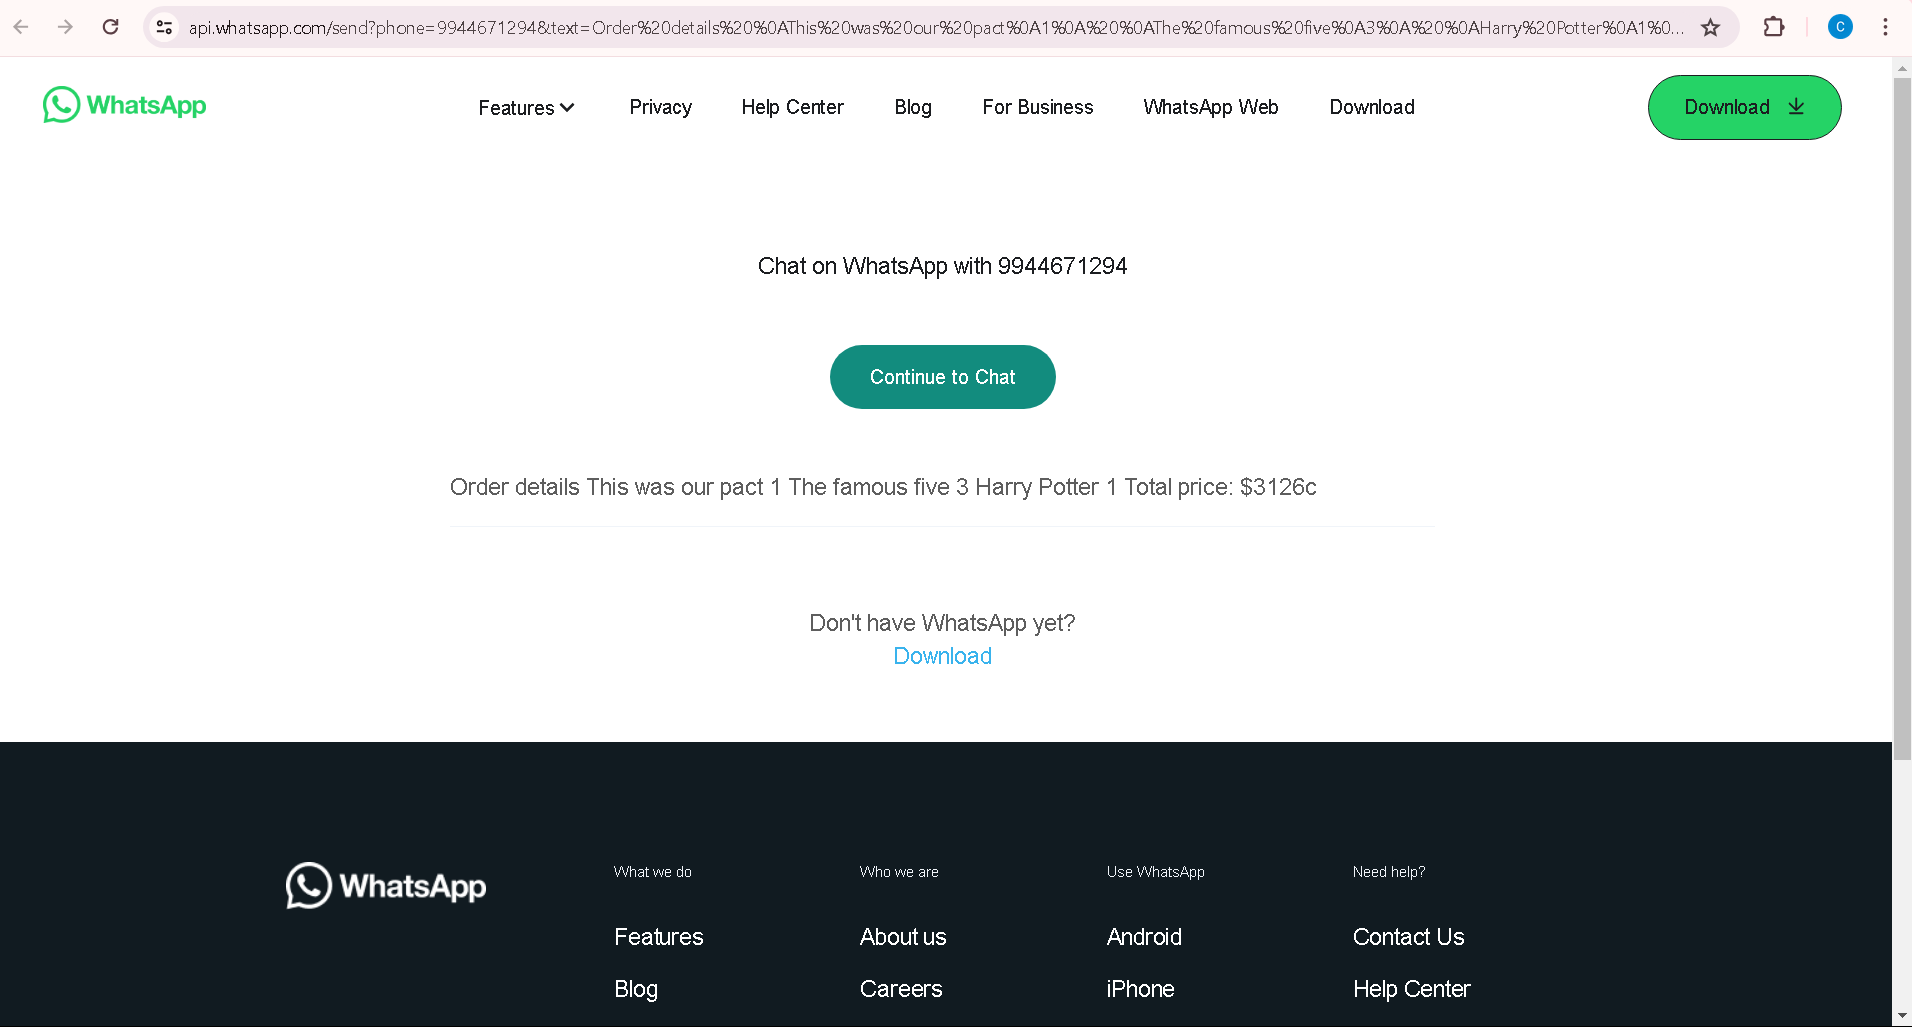 api.whatsapp.com/send?phone=9944671294&text=Order%20details%20%0AThis%20was%20our%20pact%0A1%0A%20%0AThe%20famous%20five%0A3%0A%20%0AHarry%20Potter%0A1%0...
C
WhatsApp
Features
Privacy
Help Center
Blog
For Business
WhatsApp Web
Download
Download
Chat on WhatsApp with 9944671294
Continue to Chat
Order details This was our pact 1 The famous five 3 Harry Potter 1 Total price: $3126c
Don't have WhatsApp yet?
Download
WhatsApp
What we do
Features
Blog
Who we are
About us
Careers
Use WhatsApp
Android
iPhone
Need help?
Contact Us
Help Center